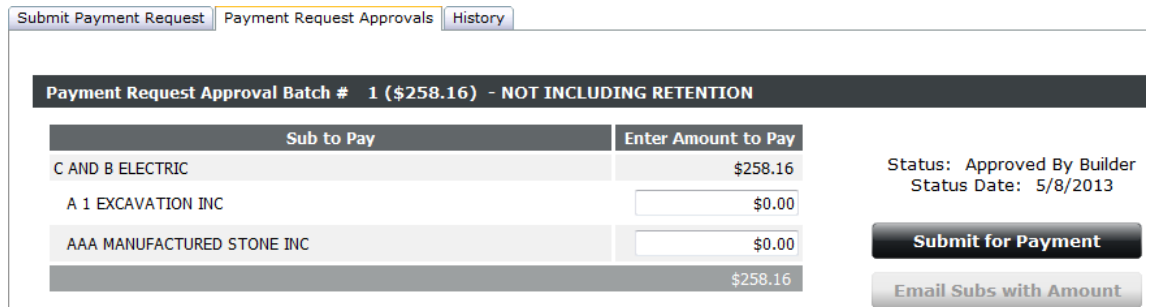 Submit Payment Request Payment Request Approvals History
Payment Request Approval Batch # 1 ($258.16) - NOT INCLUDING RETENTION
Sub to Pay Enter Amount to Pay
C AND B ELECTRIC $258.16
A 1 EXCAVATION INC $0.00
AAA MANUFACTURED STONE INC $0.00
$258.16
Status: Approved By Builder
Status Date: 5/8/2013
Submit for Payment
Email Subs with Amount